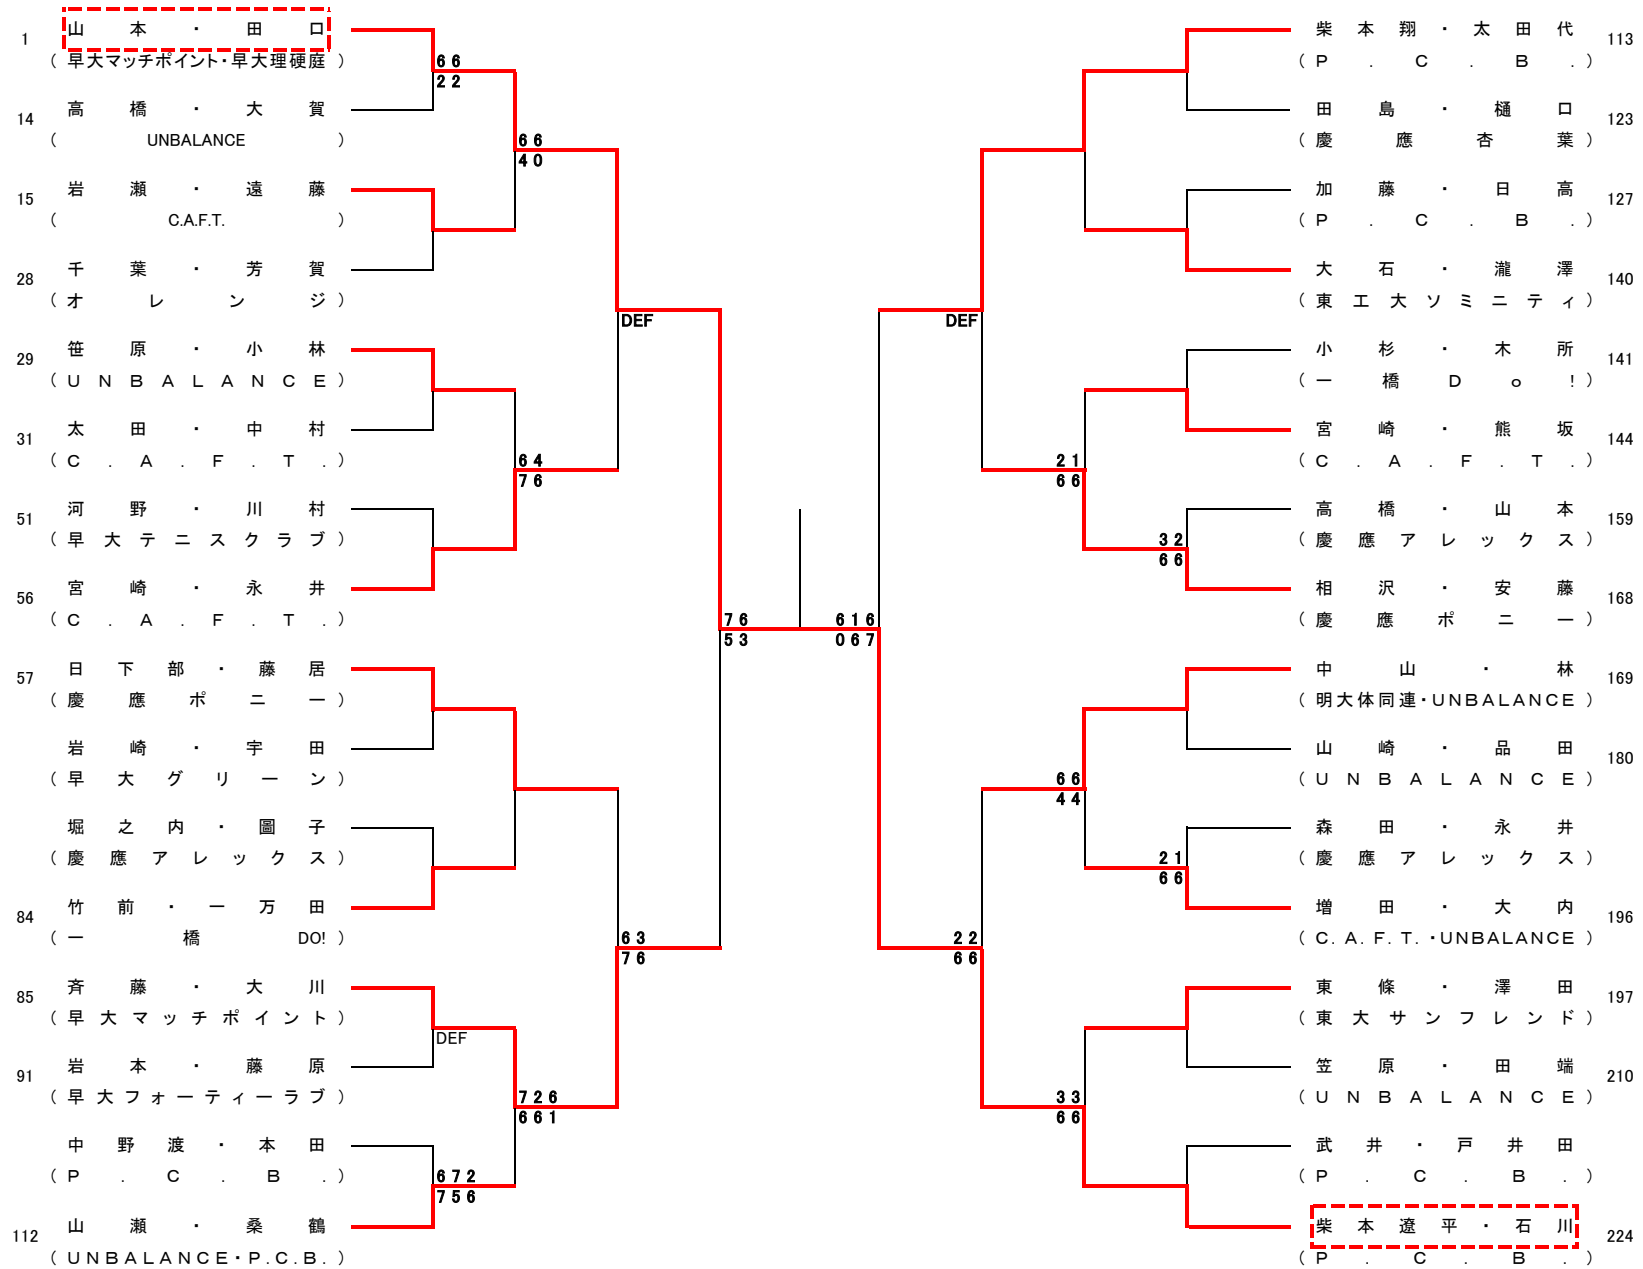 1 山本・田口
(早大マッチポイント・早大理硬庭)
66
22
14 高橋・大賀
(UNBALANCE)
66
40
15 岩瀬・遠藤
(C.A.F.T.)
28 千葉・芳賀
(オレンジ)
DEF
29 笹原・小林
(UNBALANCE)
31 太田・中村
(C.A.F.T.)
64
76
51 河野・川村
(早大テニスクラブ)
56 宮崎・永井
(C.A.F.T.)
76
53
57 日下部・藤居
(慶應ポニー)
岩崎・宇田
(早大グリーン)
堀之内・圖子
(慶應アレックス)
84 竹前・一万田
(一橋DO!)
63
76
85 斉藤・大川
(早大マッチポイント)
DEF
91 岩本・藤原
(早大フォーティーラブ)
726
661
中野渡・本田
(P.C.B.)
672
756
112 山瀬・桑鶴
(UNBALANCE・P.C.B.)
柴本翔・太田代 113
(P.C.B.)
田島・樋口 123
(慶應杏葉)
加藤・日高 127
(P.C.B.)
大石・瀧澤 140
(東工大ソミニティ)
DEF
小杉・木所 141
(一橋Do!)
宮崎・熊坂 144
(C.A.F.T.)
21
66
高橋・山本 159
(慶應アレックス)
32
66
相沢・安藤 168
(慶應ポニー)
616
067
中山・林 169
(明大体同連・UNBALANCE)
山崎・品田 180
(UNBALANCE)
66
44
森田・永井
(慶應アレックス)
21
66
増田・大内 196
(C.A.F.T.・UNBALANCE)
22
66
東條・澤田 197
(東大サンフレンド)
笠原・田端 210
(UNBALANCE)
33
66
武井・戸井田
(P.C.B.)
柴本遼平・石川 224
(P.C.B.)